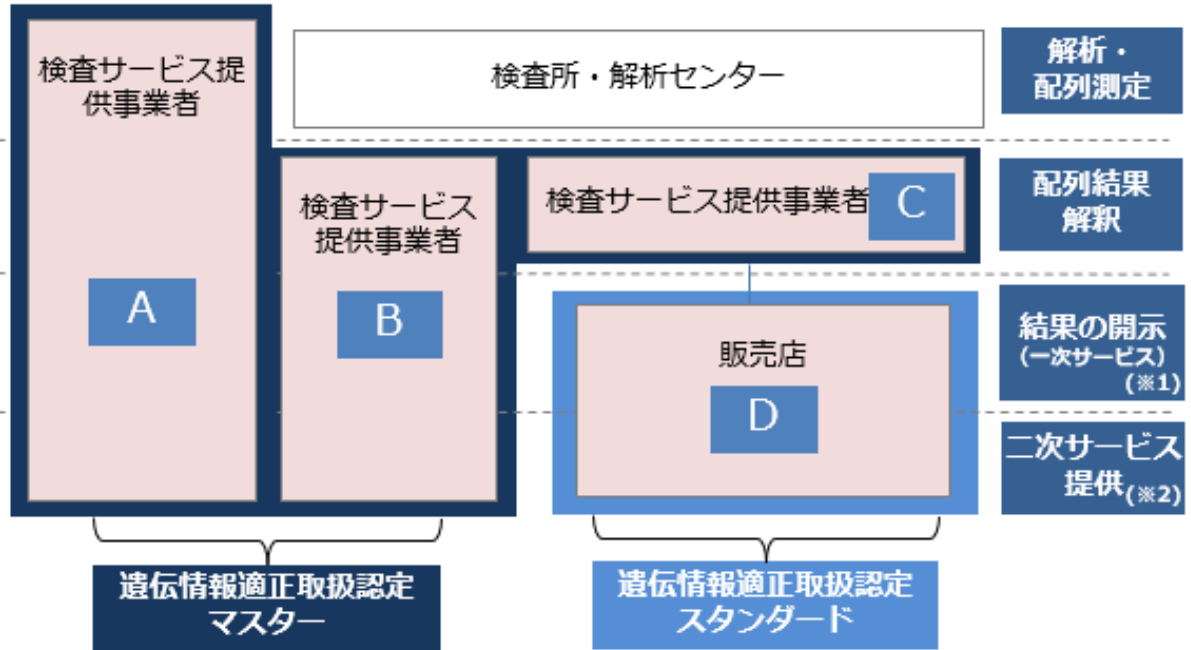 検査サービス提
供事業者
A
検査所・解析センター
解析・
配列測定
検査サービス
提供事業者
B
検査サービス提供事業者
C
配列結果
解釈
販売店
D
結果の開示
(一次サービス)
(※1)
二次サービス
提供(※2)
遺伝情報適正取扱認定
マスター
遺伝情報適正取扱認定
スタンダード